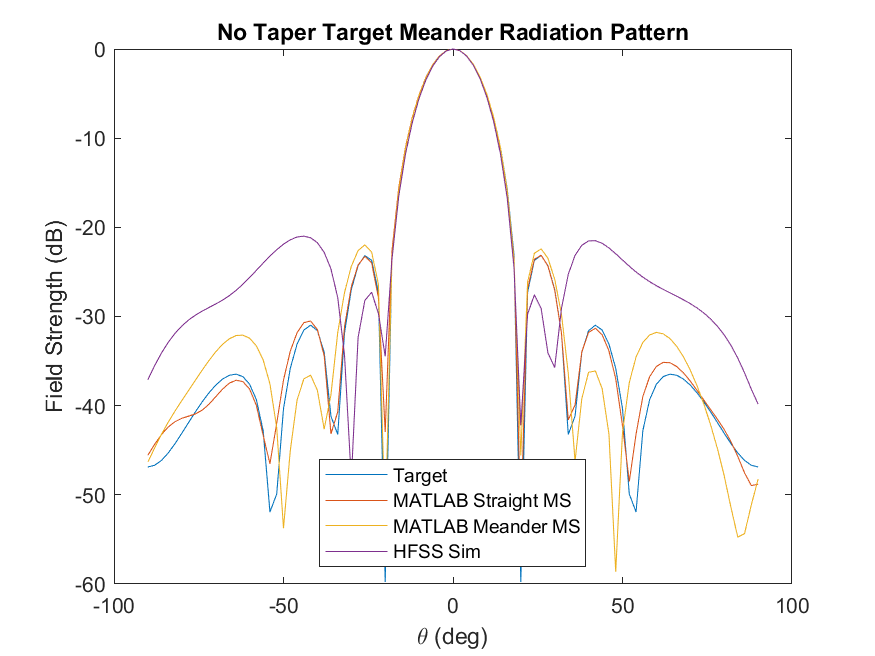 No Taper Target Meander Radiation Pattern
0
-10
-20
-30
-40
-50
-60
Field Strength (dB)
Target
MATLAB Straight MS
MATLAB Meander MS
HFSS Sim
-100
-50
0
50
100
θ (deg)